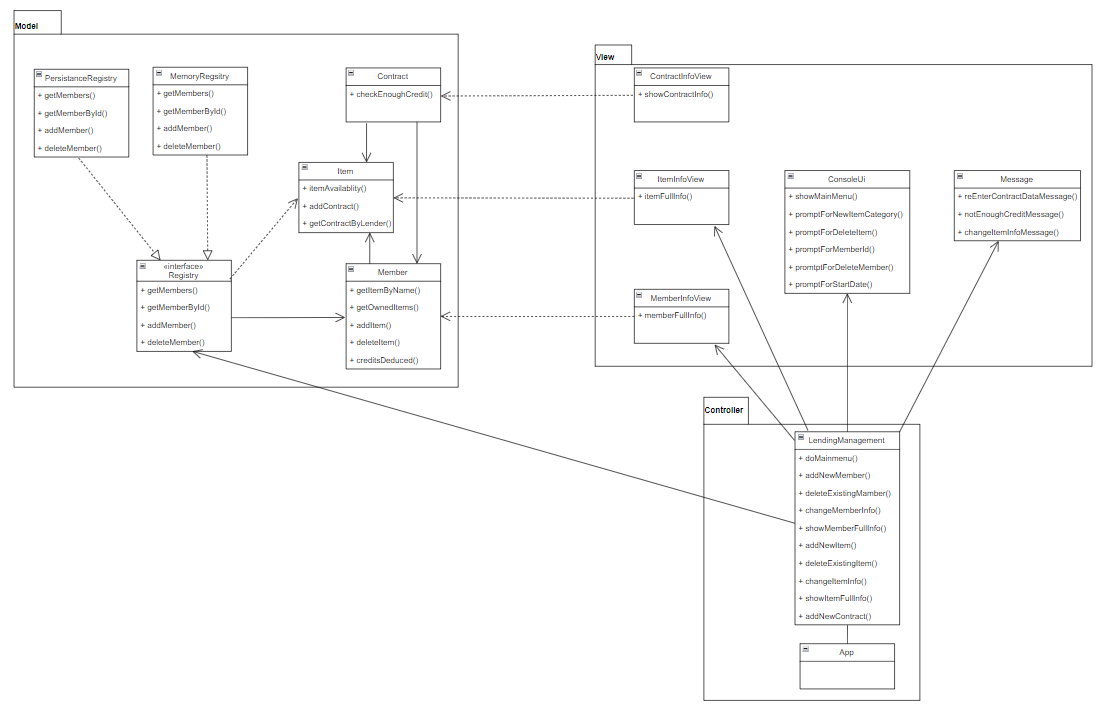 Model
PersistanceRegistry
+ getMembers()
+ getMemberById()
+ addMember()
+ deleteMember()
MemoryRegsitry
+ getMembers()
+ getMemberById()
+ addMember()
+ deleteMember()
Contract
+ checkEnoughCredit()
Item
+ itemAvailablity()
+ addContract()
+ getContractByLender()
«interface»
Registry
+ getMembers()
+ getMemberById()
+ addMember()
+ deleteMember()
Member
+ getItemByName()
+ getOwnedItems()
+ addItem()
+ deleteItem()
+ creditsDeduced()
View
ContractInfoView
+ showContractInfo()
ItemInfoView
+ itemFullInfo()
MemberInfoView
+ memberFullInfo()
ConsoleUi
+ showMainMenu()
+ promptForNewItemCategory()
+ promptForDeleteItem()
+ promptForMemberId()
+ promtptForDeleteMember()
+ promptForStartDate()
Message
+ reEnterContractDataMessage()
+ notEnoughCreditMessage()
+ changeItemInfoMessage()
Controller
LendingManagement
+ doMainmenu()
+ addNewMember()
+ deleteExistingMamber()
+ changeMemberInfo()
+ showMemberFullInfo()
+ addNewItem()
+ deleteExistingItem()
+ changeItemInfo()
+ showItemFullInfo()
+ addNewContract()
App